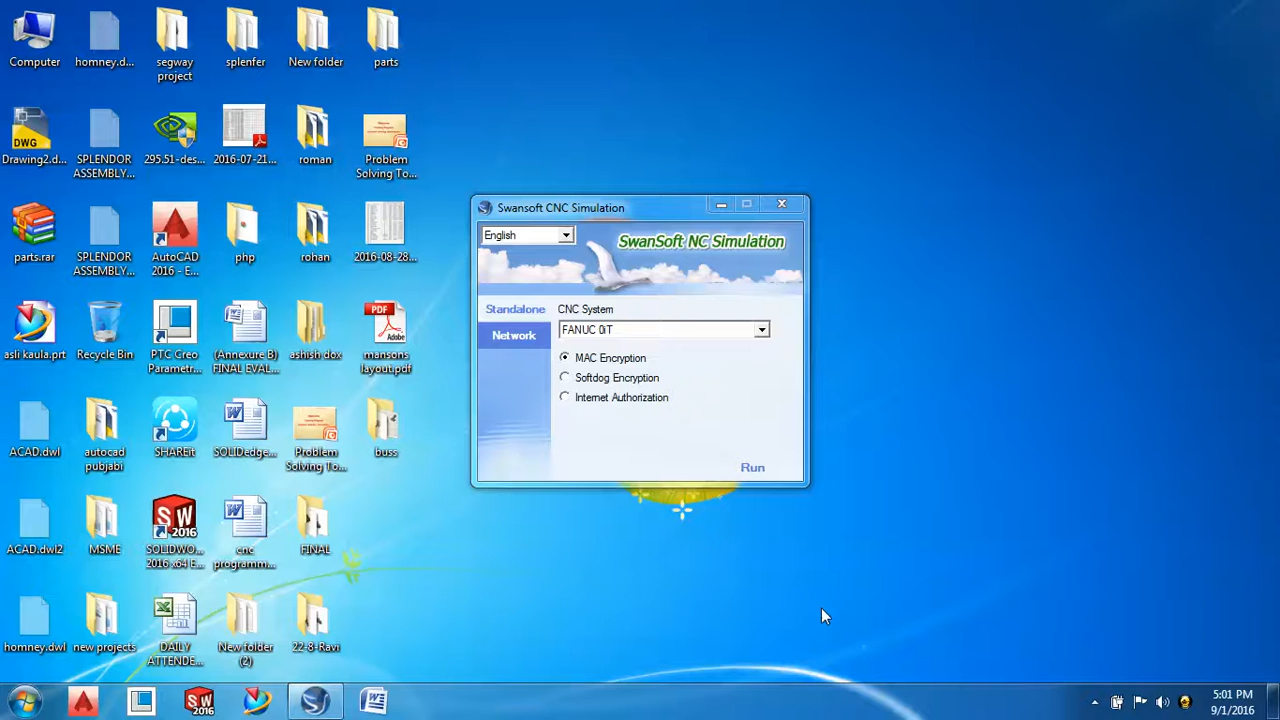 Computer
homney.d...
segway
project
splenfer
New folder
parts
DWG
Drawing2.d...
SPLENDOR
ASSEMBLY...
295.51-des...
2016-07-21...
roman
Problem
Solving To...
parts.rar
SPLENDOR
ASSEMBLY...
AutoCAD
2016 - E...
php
rohan
2016-08-28...
asli kaula.prt
Recycle Bin
PTC Creo
Parametr...
(Annexure B)
FINAL EVAL...
ashish dox
PDF
Adobe
mansons
layout.pdf
ACAD.dwl
autocad
pubjabi
SHAREit
SOLIDedge...
Problem
Solving To...
buss
ACAD.dwl2
MSME
SW
2016
SOLIDWO...
2016 x64 E...
cnc
programm...
FINAL
homney.dwl
new projects
DAILY
ATTENDE...
New folder
(2)
22-8-Ravi
Swansoft CNC Simulation
English
SwanSoft NC Simulation
Standalone
Network
CNC System
FANUC 0iT
MAC Encryption
Softdog Encryption
Internet Authorization
Run
SW
2016
5:01 PM
9/1/2016